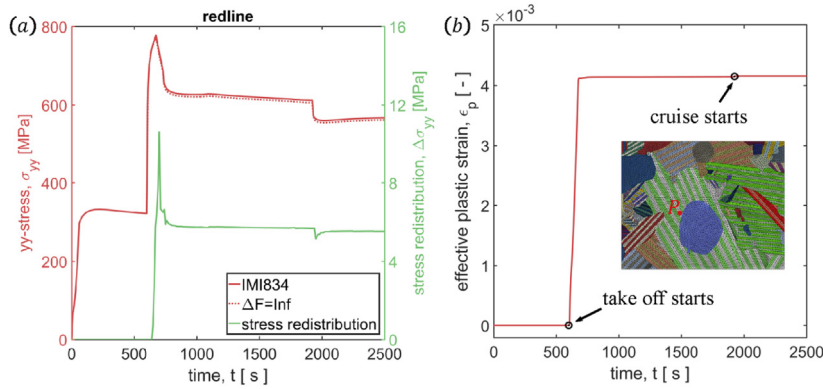 (a)
redline
800
600
400
200
0
yy-stress, σyy [MPa]
16
12
8
4
0
stress redistribution, Δσyy [MPa]
IMI834
ΔF=Inf
stress redistribution
0 500 1000 1500 2000 2500
time, t [ s ]
(b)
×10⁻³
5
4
3
2
1
0
effective plastic strain, ϵp [ - ]
cruise starts
P
take off starts
0 500 1000 1500 2000 2500
time, t [ s ]